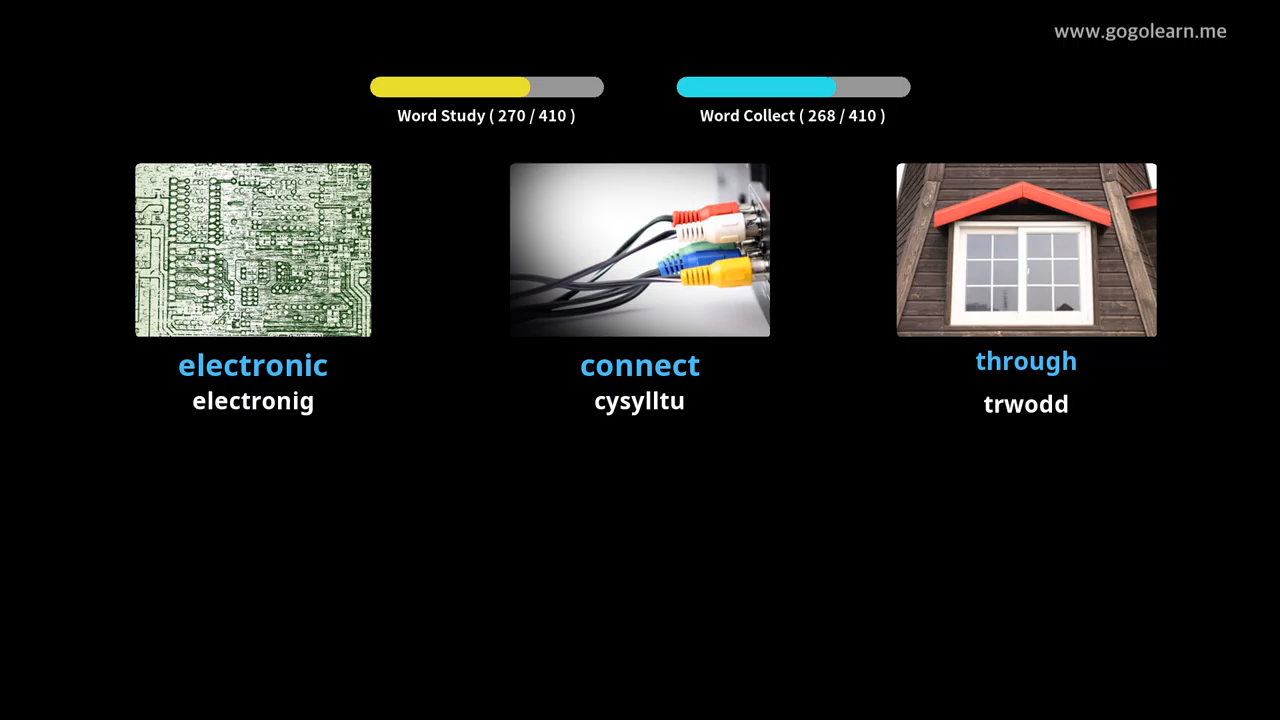 www.gogolearn.me
Word Study ( 270 / 410 )
Word Collect ( 268 / 410 )
electronic
electronig
connect
cysylltu
through
trwodd